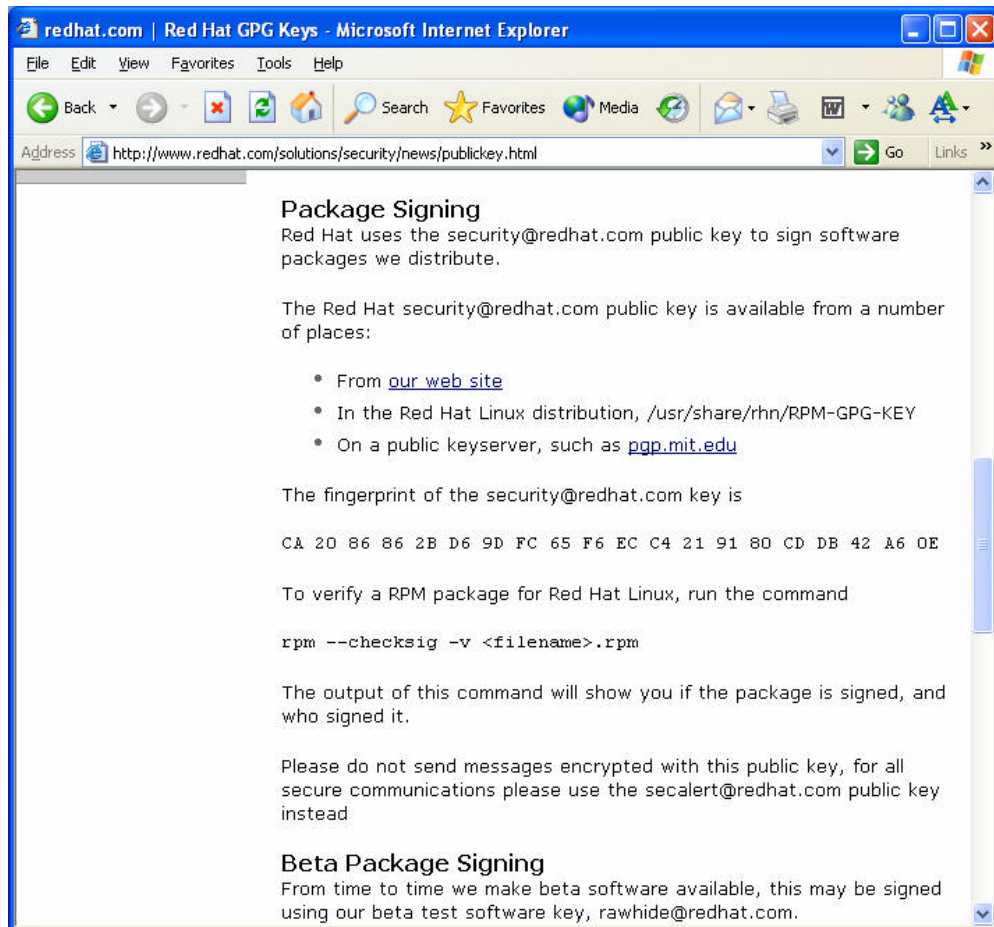 redhat.com | Red Hat GPG Keys - Microsoft Internet Explorer
File Edit View Favorites Tools Help
Back Search Favorites Media
Address http://www.redhat.com/solutions/security/news/publickey.html Go Links »
Package Signing
Red Hat uses the security@redhat.com public key to sign software
packages we distribute.
The Red Hat security@redhat.com public key is available from a number
of places:
• From our web site
• In the Red Hat Linux distribution, /usr/share/rhn/RPM-GPG-KEY
• On a public keyserver, such as pgp.mit.edu
The fingerprint of the security@redhat.com key is
CA 20 86 86 2B D6 9D FC 65 F6 EC C4 21 91 80 CD DB 42 A6 0E
To verify a RPM package for Red Hat Linux, run the command
rpm --checksig -v <filename>.rpm
The output of this command will show you if the package is signed, and
who signed it.
Please do not send messages encrypted with this public key, for all
secure communications please use the secalert@redhat.com public key
instead
Beta Package Signing
From time to time we make beta software available, this may be signed
using our beta test software key, rawhide@redhat.com.